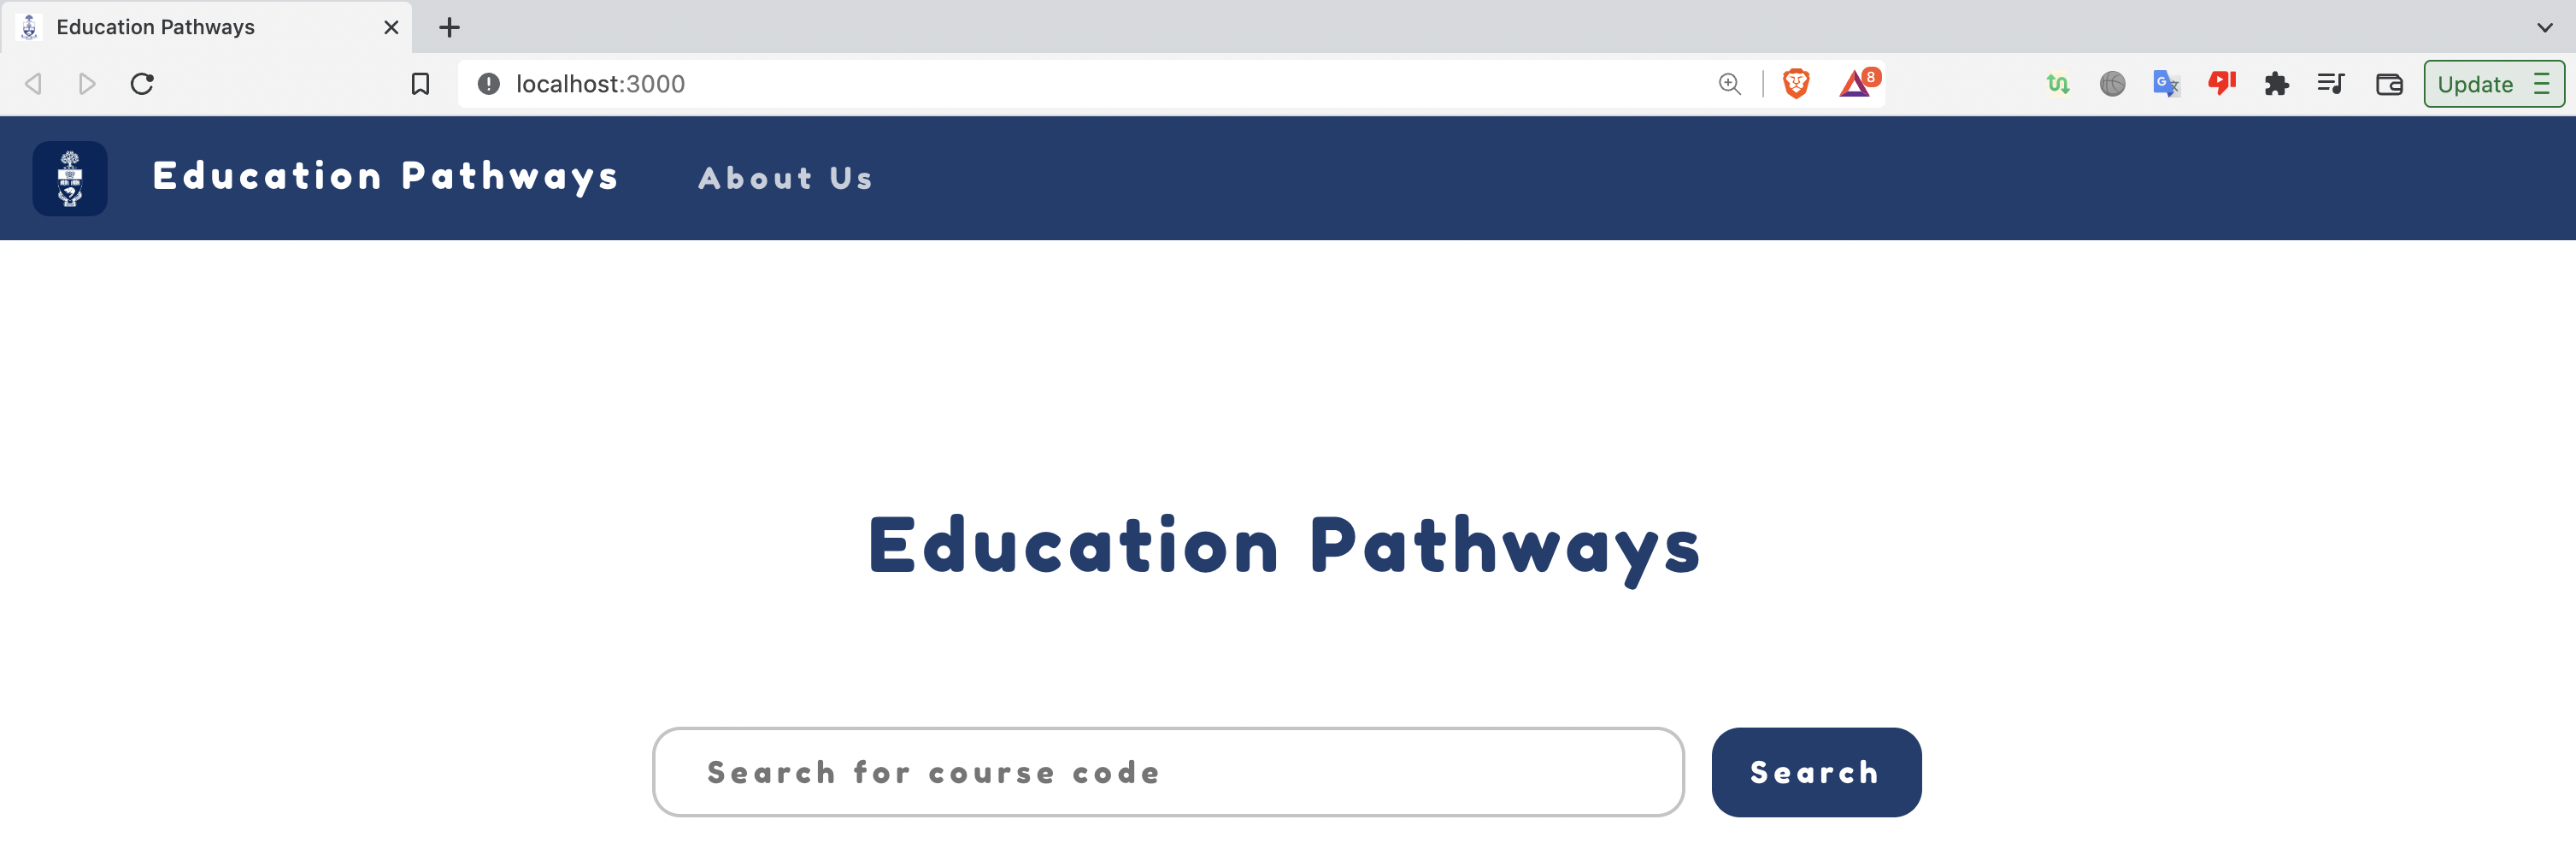 Education Pathways
localhost:3000
8
Update
Education Pathways
About Us
Education Pathways
Search for course code
Search